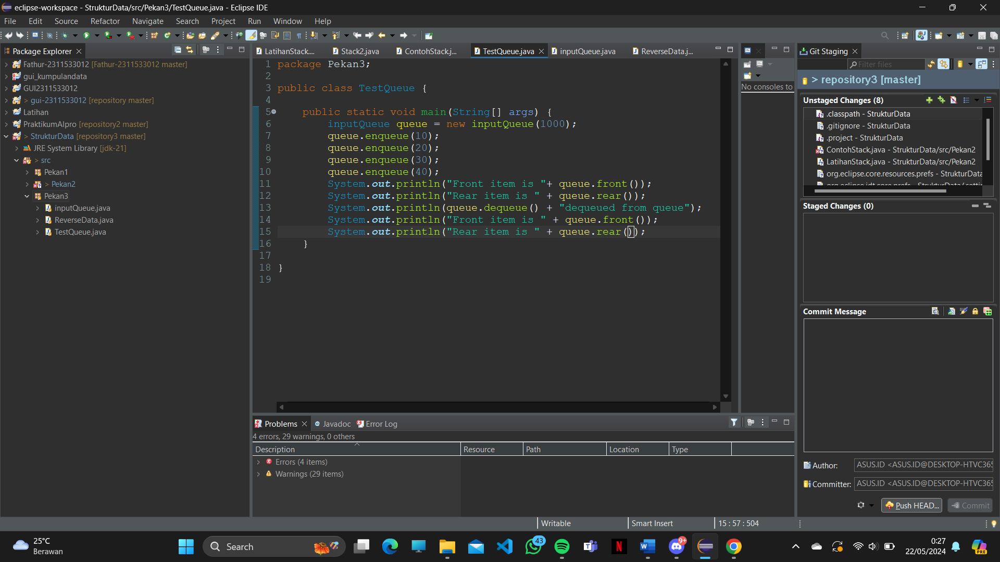 eclipse-workspace - StrukturData/src/Pekan3/TestQueue.java - Eclipse IDE
File Edit Source Refactor Navigate Search Project Run Window Help
Package Explorer
Fathur-2311533012 [Fathur-2311533012 master]
gui_kumpulandata
GUI2311533012
> gui-2311533012 [repository master]
Latihan
PraktikumAlpro [repository2 master]
> StrukturData [repository3 master]
JRE System Library [jdk-21]
> src
Pekan1
> Pekan2
Pekan3
inputQueue.java
ReverseData.java
TestQueue.java
LatihanStack.... Stack2.java ContohStack.j... TestQueue.java inputQueue.java ReverseData.j...
1 package Pekan3;
2
3 public class TestQueue {
4
5 public static void main(String[] args) {
6 inputQueue queue = new inputQueue(1000);
7 queue.enqueue(10);
8 queue.enqueue(20);
9 queue.enqueue(30);
10 queue.enqueue(40);
11 System.out.println("Front item is "+ queue.front());
12 System.out.println("Rear item is " + queue.rear());
13 System.out.println(queue.dequeue() + "dequeued from queue");
14 System.out.println("Front item is " + queue.front());
15 System.out.println("Rear item is " + queue.rear());
16 }
17
18 }
19
No consoles to
Problems Javadoc Error Log
4 errors, 29 warnings, 0 others
Description Resource Path Location Type
Errors (4 items)
Warnings (29 items)
Git Staging
Filter files
> repository3 [master]
Unstaged Changes (8)
.classpath - StrukturData
.gitignore - StrukturData
.project - StrukturData
ContohStack.java - StrukturData/src/Pekan2
LatihanStack.java - StrukturData/src/Pekan2
org.eclipse.core.resources.prefs - StrukturData
Staged Changes (0)
Commit Message
Author: ASUS.ID <ASUS.ID@DESKTOP-HTVC365
Committer: ASUS.ID <ASUS.ID@DESKTOP-HTVC365
Push HEAD... Commit
Writable Smart Insert 15 : 57 : 504
25°C
Berawan
Search
43
9+
0:27
22/05/2024
PRE